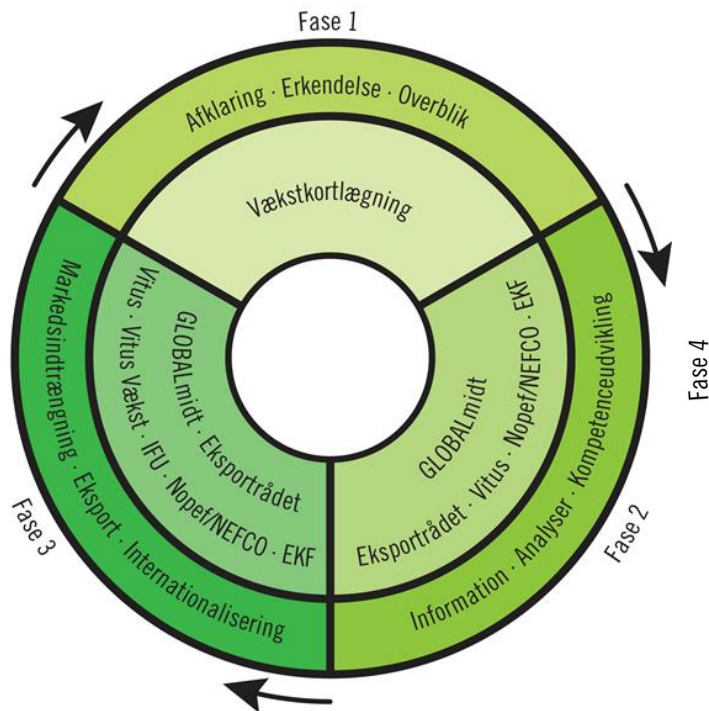 Fase 1
Afklaring · Erkendelse · Overblik
Vækstkortlægning
Fase 4
Fase 2
Information · Analyser · Kompetenceudvikling
GLOBALmidt
Eksportrådet · Vitus · Nopef/NEFCO · EKF
Fase 3
Markedsindtrængning · Eksport · Internationalisering
GLOBALmidt · Eksportrådet
Vitus · Vitus Vækst · IFU · Nopef/NEFCO · EKF